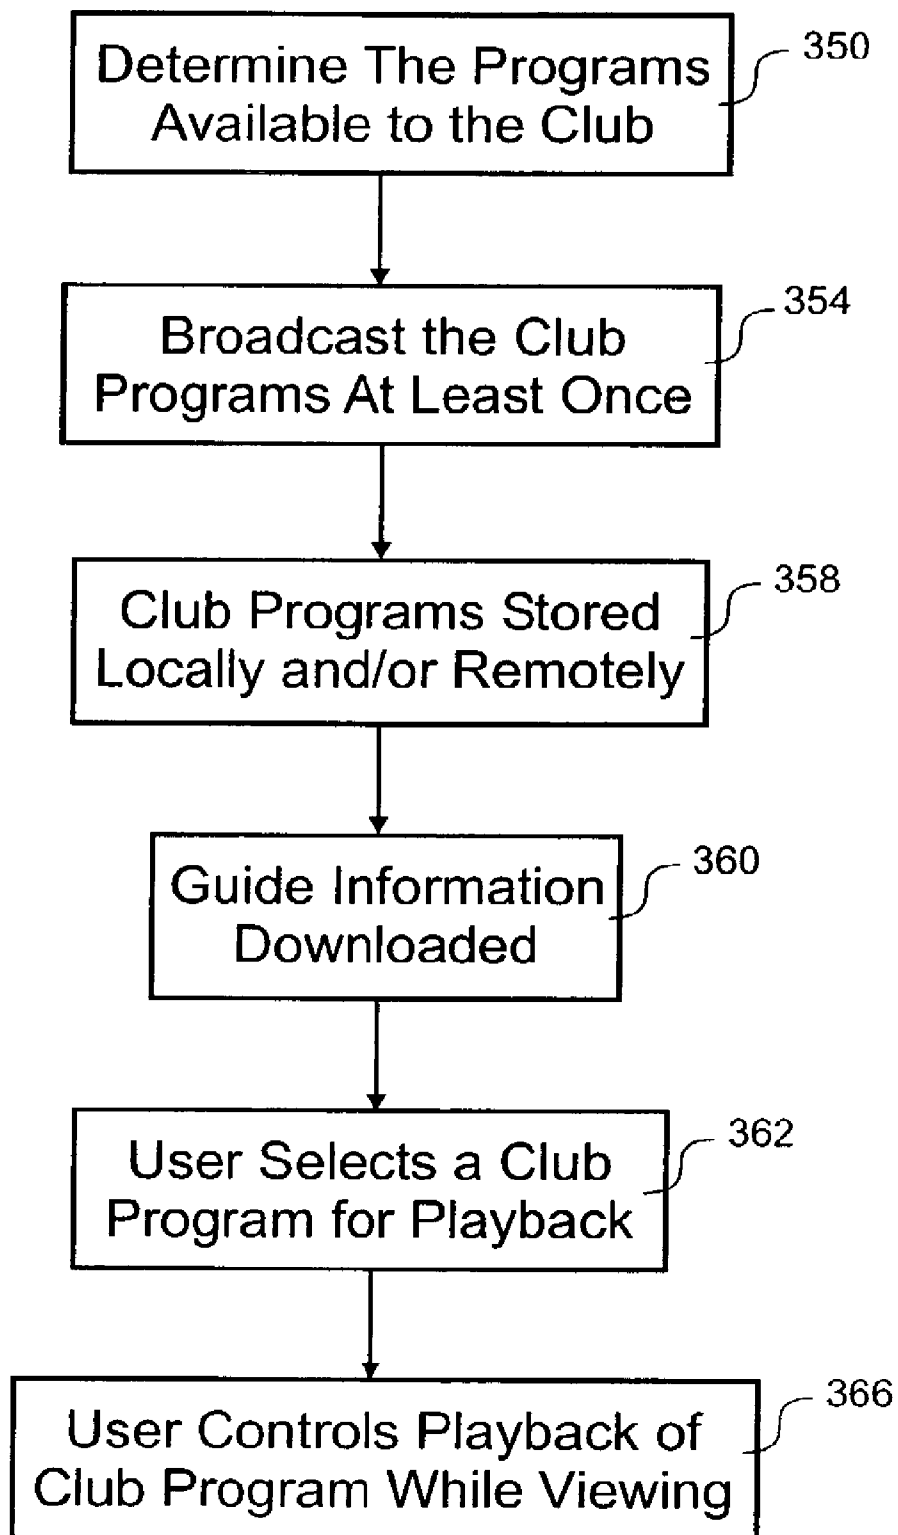 Determine The Programs
Available to the Club
350
Broadcast the Club
Programs At Least Once
354
Club Programs Stored
Locally and/or Remotely
358
Guide Information
Downloaded
360
User Selects a Club
Program for Playback
362
User Controls Playback of
Club Program While Viewing
366